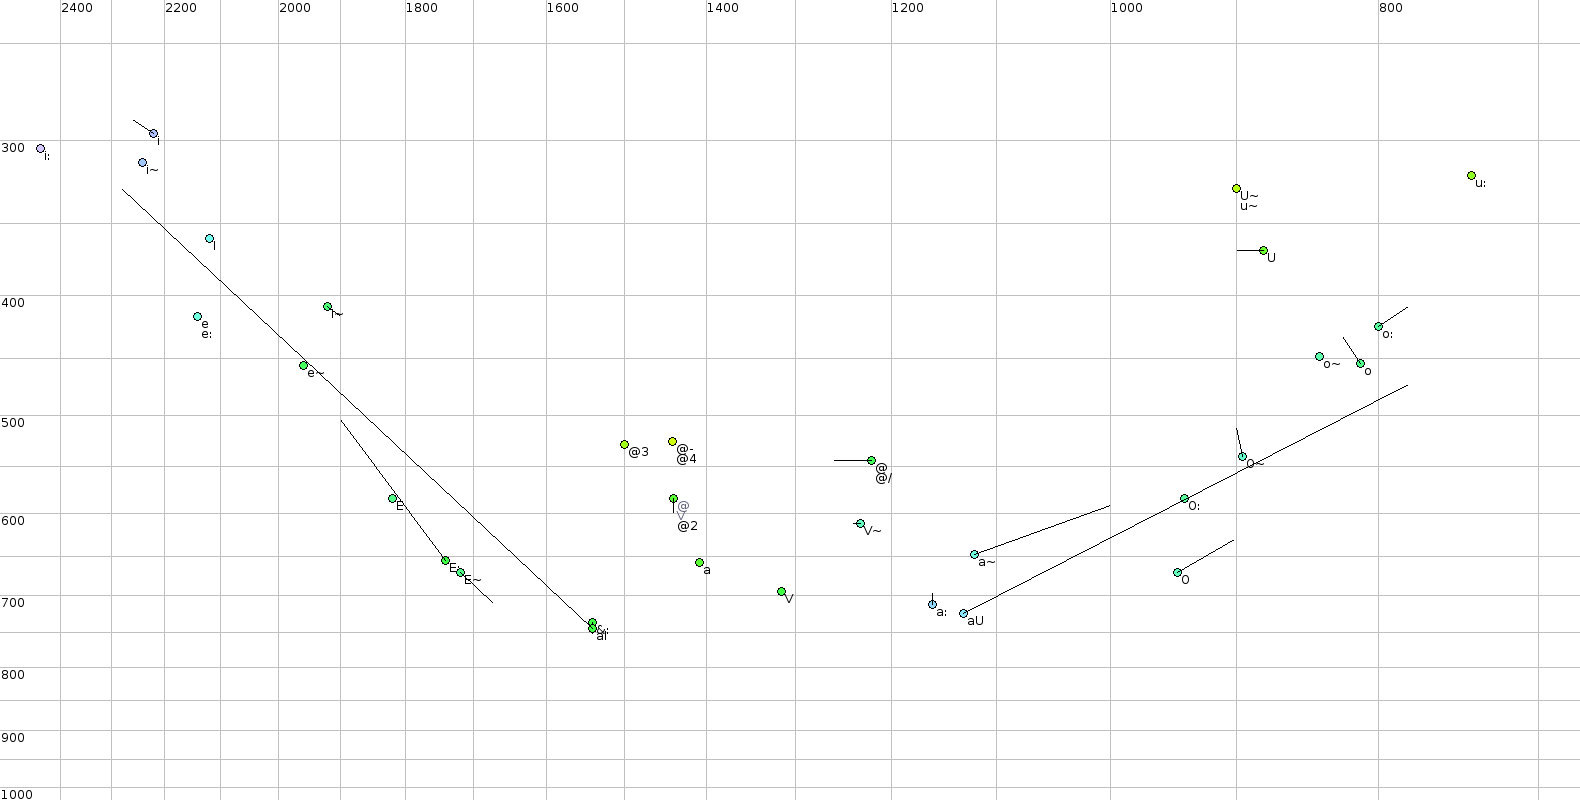 2400 2200 2000 1800 1600 1400 1200 1000 800
i
300
i:
i~
u:
U~
u~
I
U
400
I~
e
e:
o:
o~
o
e~
500
@-
@3
@4
O~
@
@/
E
@
V
O:
600
@2
V~
a~
E:
a
E~
O
700
V
a:
aU
&:
aI
800
900
1000